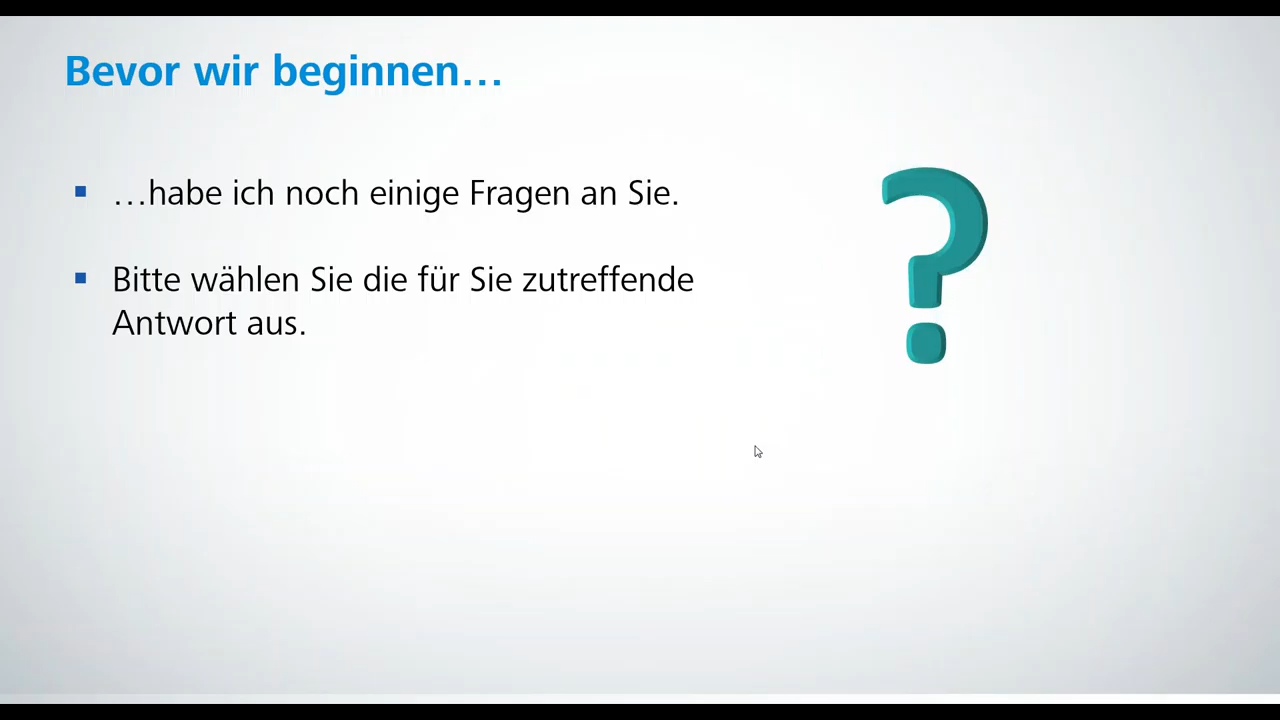 Bevor wir beginnen…
▪ …habe ich noch einige Fragen an Sie.
▪ Bitte wählen Sie die für Sie zutreffende
Antwort aus.
?